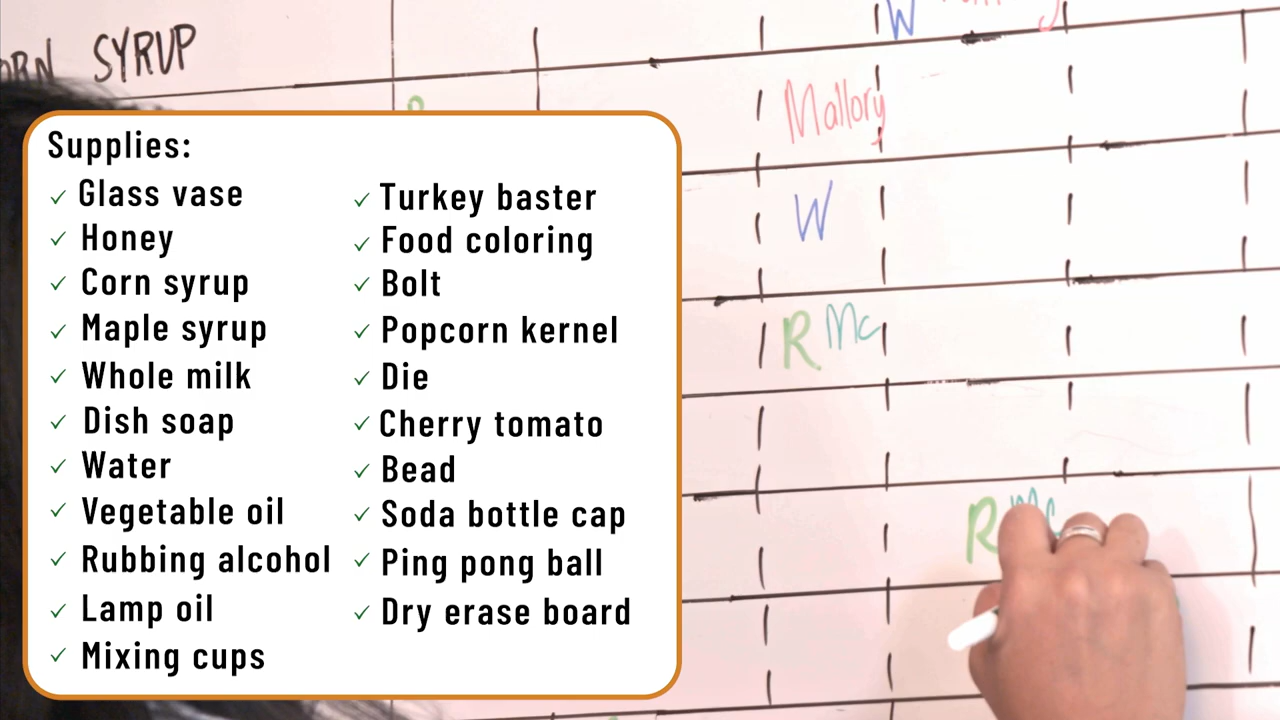 W
SYRUP
Mallory
W
R Mc
R Mc
Supplies:
✓ Glass vase
✓ Honey
✓ Corn syrup
✓ Maple syrup
✓ Whole milk
✓ Dish soap
✓ Water
✓ Vegetable oil
✓ Rubbing alcohol
✓ Lamp oil
✓ Mixing cups
✓ Turkey baster
✓ Food coloring
✓ Bolt
✓ Popcorn kernel
✓ Die
✓ Cherry tomato
✓ Bead
✓ Soda bottle cap
✓ Ping pong ball
✓ Dry erase board